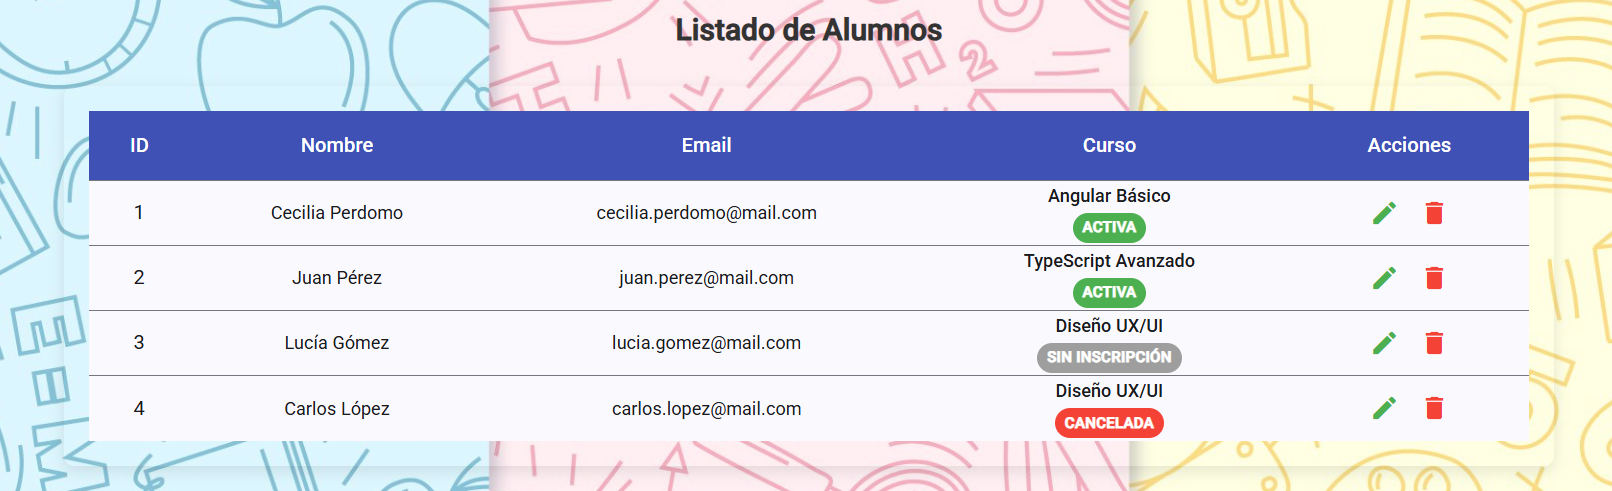 Listado de Alumnos
ID Nombre Email Curso Acciones
1 Cecilia Perdomo cecilia.perdomo@mail.com Angular Básico
ACTIVA
2 Juan Pérez juan.perez@mail.com TypeScript Avanzado
ACTIVA
3 Lucía Gómez lucia.gomez@mail.com Diseño UX/UI
SIN INSCRIPCIÓN
4 Carlos López carlos.lopez@mail.com Diseño UX/UI
CANCELADA